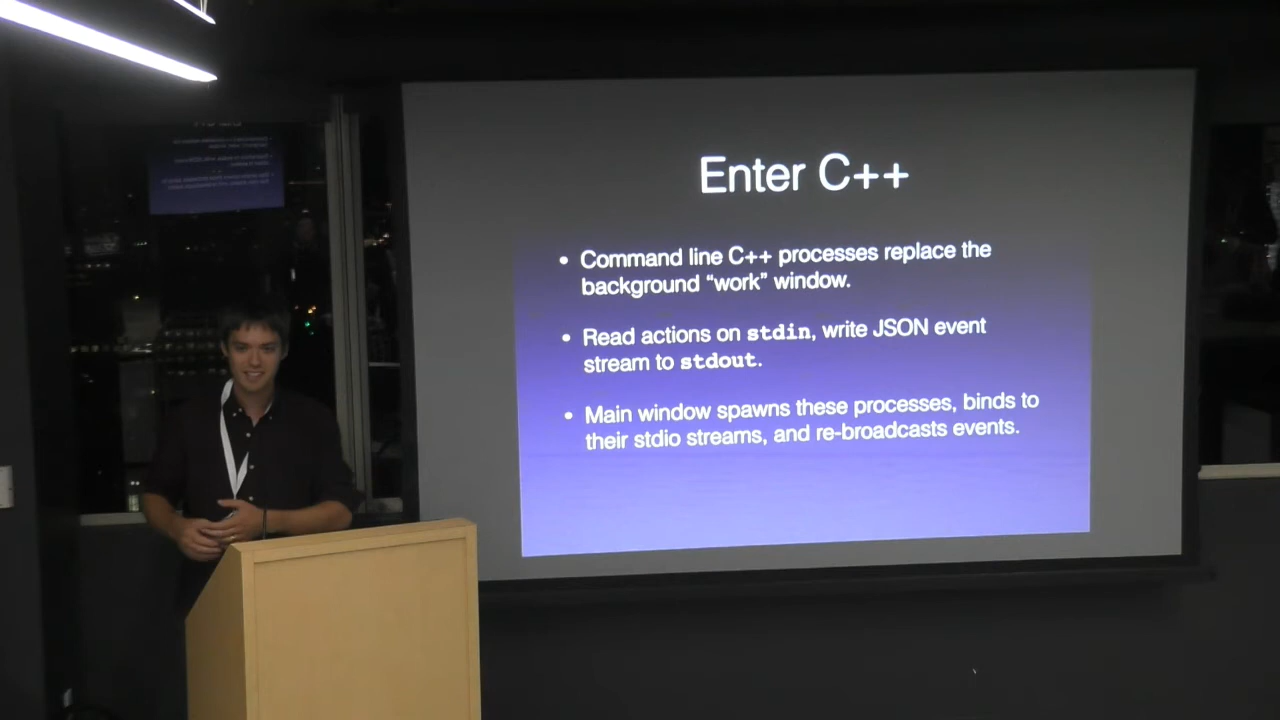 Enter C++
• Command line C++ processes replace the
background “work” window.
• Read actions on stdin, write JSON event
stream to stdout.
• Main window spawns these processes, binds to
their stdio streams, and re-broadcasts events.